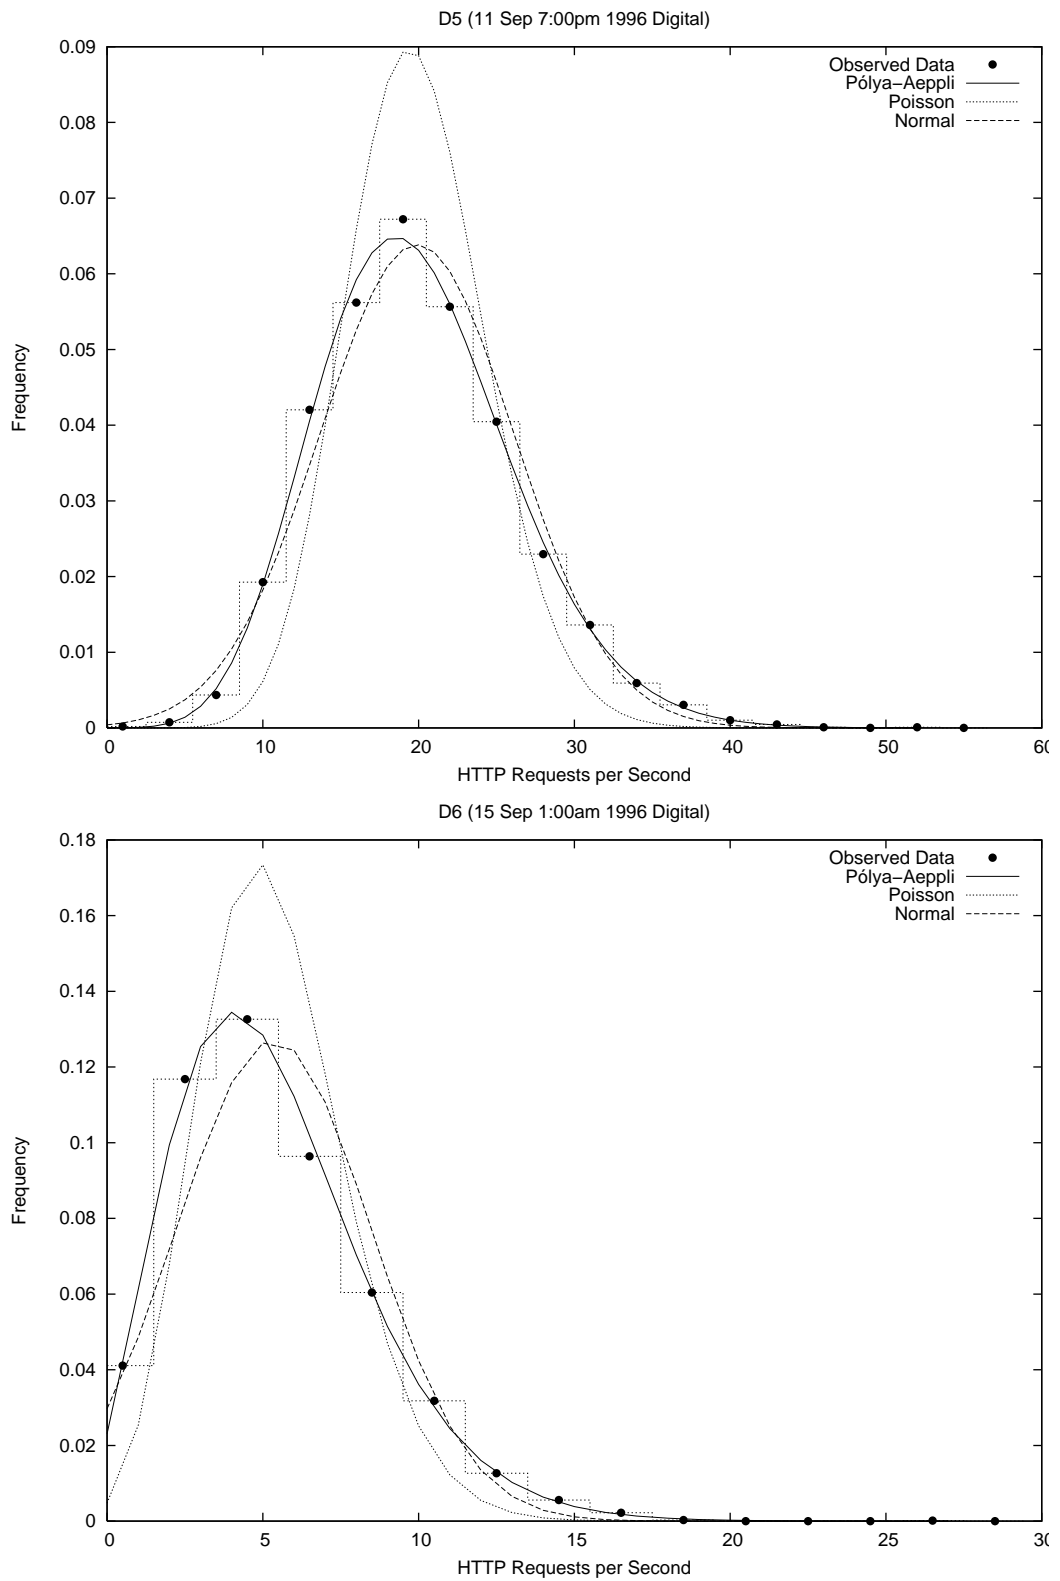 D5 (11 Sep 7:00pm 1996 Digital)
0.09
0.08
0.07
0.06
0.05
0.04
0.03
0.02
0.01
0
Frequency
Observed Data
Pólya−Aeppli
Poisson
Normal
0 10 20 30 40 50 60
HTTP Requests per Second
D6 (15 Sep 1:00am 1996 Digital)
0.18
0.16
0.14
0.12
0.1
0.08
0.06
0.04
0.02
0
Frequency
Observed Data
Pólya−Aeppli
Poisson
Normal
0 5 10 15 20 25 30
HTTP Requests per Second